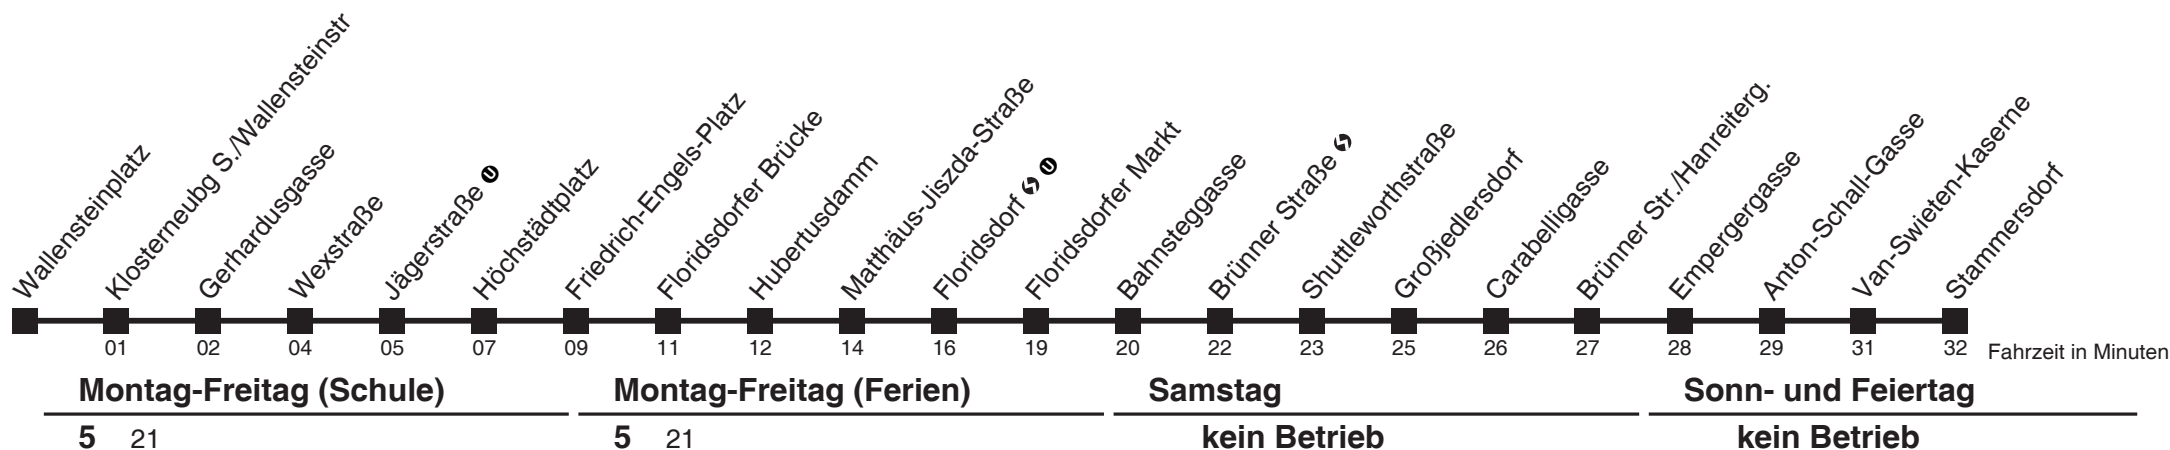 Wallensteinplatz
Klosterneubg S./Wallensteinstr
Gerhardusgasse
Wexstraße
Jägerstraße U
Höchstädtplatz
Friedrich-Engels-Platz
Floridsdorfer Brücke
Hubertusdamm
Matthäus-Jiszda-Straße
Floridsdorf S U
Floridsdorfer Markt
Bahnsteggasse
Brünner Straße S
Shuttleworthstraße
Großjedlersdorf
Carabelligasse
Brünner Str./Hanreiterg.
Empergergasse
Anton-Schall-Gasse
Van-Swieten-Kaserne
Stammersdorf
01 02 04 05 07 09 11 12 14 16 19 20 22 23 25 26 27 28 29 31 32 Fahrzeit in Minuten
Montag-Freitag (Schule) Montag-Freitag (Ferien) Samstag Sonn- und Feiertag
5 21 5 21 kein Betrieb kein Betrieb